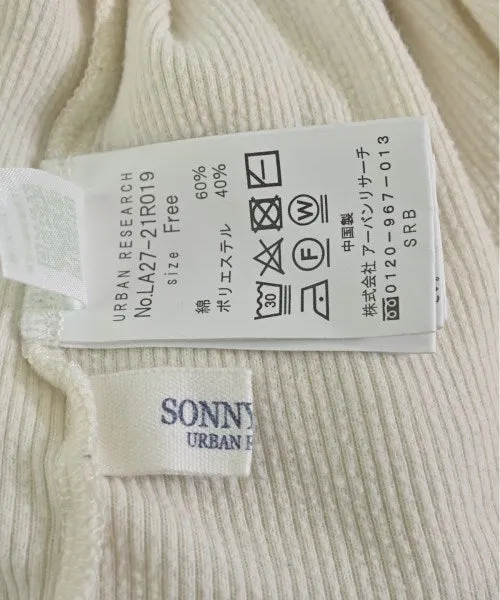 URBAN RESEARCH
No.LA27-21R019
size Free
綿 60%
ポリエステル 40%
30
F W
中国製
株式会社 アーバンリサーチ
0120-967-013
SRB
SONNY
URBAN